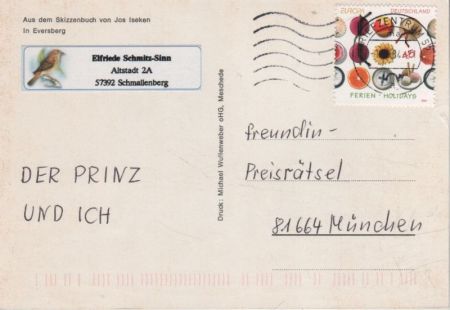 Aus dem Skizzenbuch von Jos Iseken
In Eversberg
Elfriede Schmitz-Sinn
Altstadt 2A
57392 Schmallenberg
EUROPA DEUTSCHLAND
FERIEN · HOLIDAYS
Druck: Michael Wullenweber oHG, Meschede
freundin-
Preisrätsel
81664 München
DER PRINZ
UND ICH